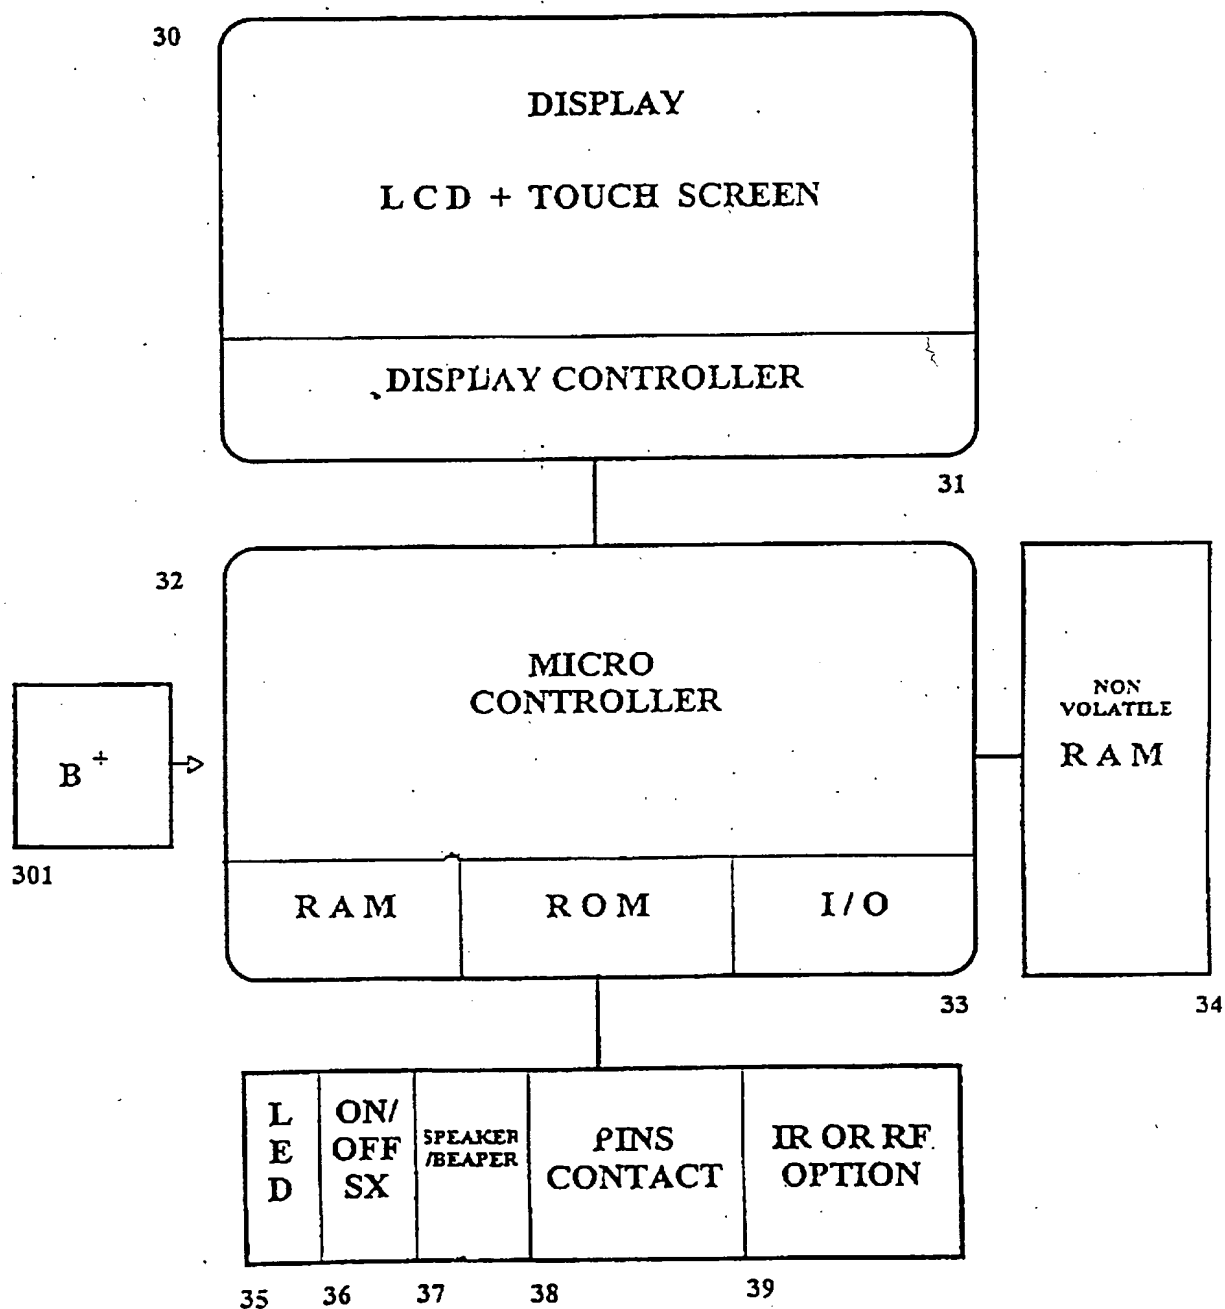 30
DISPLAY
LCD + TOUCH SCREEN
DISPLAY CONTROLLER
31
32
MICRO
CONTROLLER
NON
VOLATILE
RAM
B+
301
RAM
ROM
I/O
33
34
L
E
D
ON/
OFF
SX
SPEAKER
/BEAPER
PINS
CONTACT
IR OR RF
OPTION
35
36
37
38
39